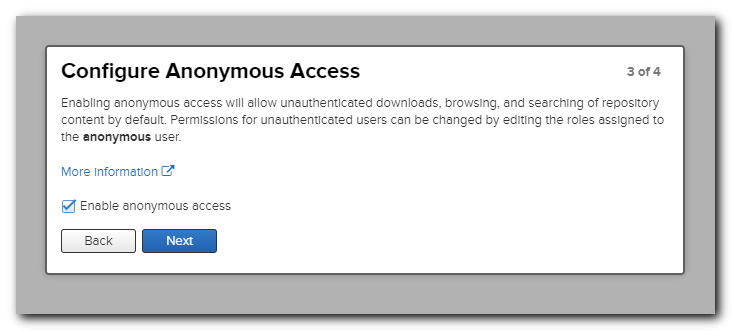 Configure Anonymous Access
3 of 4
Enabling anonymous access will allow unauthenticated downloads, browsing, and searching of repository
content by default. Permissions for unauthenticated users can be changed by editing the roles assigned to
the anonymous user.
More information
Enable anonymous access
Back
Next